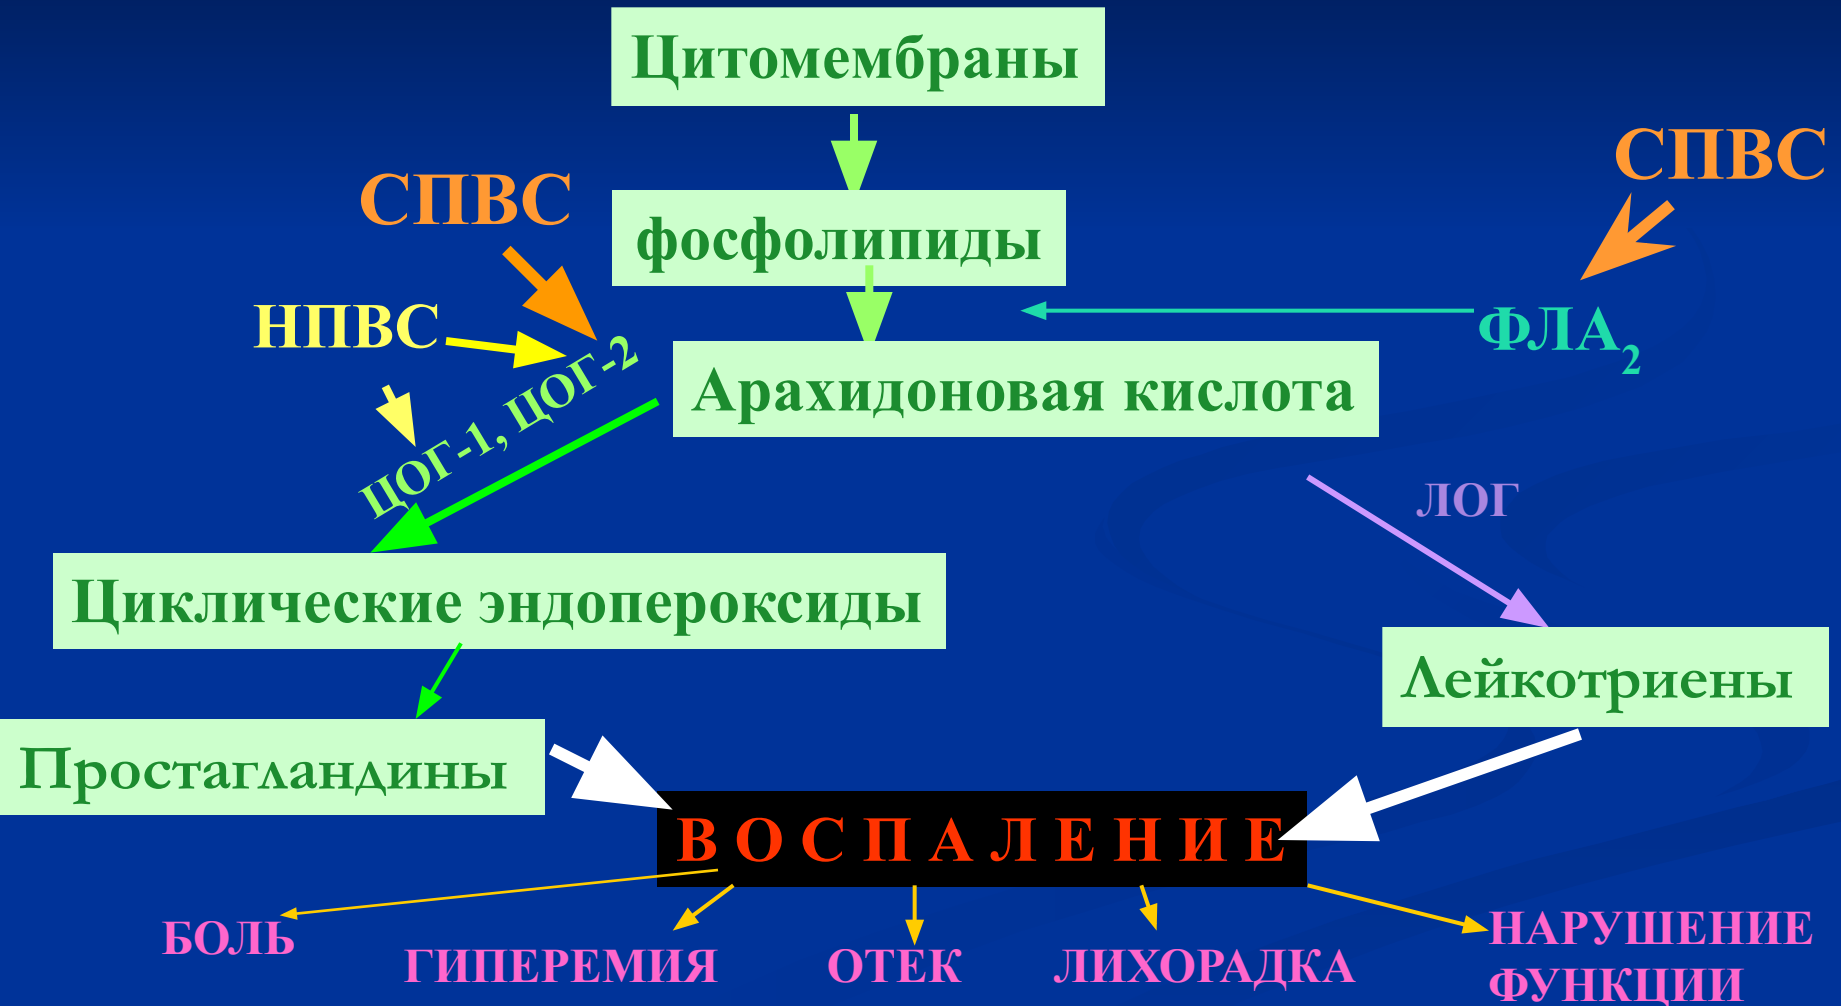 Цитомембраны
СПВС
СПВС
фосфолипиды
НПВС
ФЛА2
ЦОГ-1, ЦОГ-2
Арахидоновая кислота
ЛОГ
Циклические эндопероксиды
Лейкотриены
Простагландины
В О С П А Л Е Н И Е
БОЛЬ
ГИПЕРЕМИЯ
ОТЕК
ЛИХОРАДКА
НАРУШЕНИЕ
ФУНКЦИИ